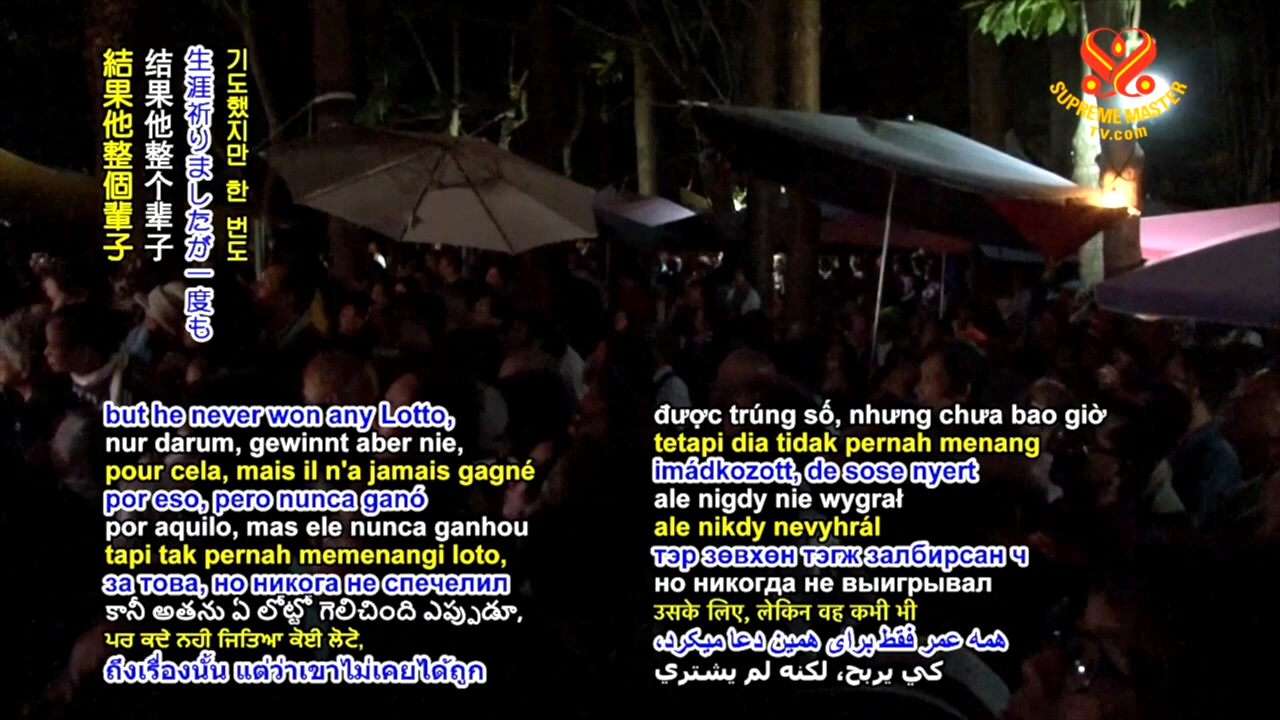 結果他整個輩子
结果他整个辈子
生涯祈りましたが一度も
기도했지만 한 번도
SUPREME MASTER
TV.com
but he never won any Lotto,
nur darum, gewinnt aber nie,
pour cela, mais il n'a jamais gagné
por eso, pero nunca ganó
por aquilo, mas ele nunca ganhou
tapi tak pernah memenangi loto,
за това, но никога не спечелил
కానీ అతను ఏ లోట్టో గెలిచింది ఎప్పుడూ,
ਪਰ ਕਦੇ ਨਹੀ ਜਿਤਿਆ ਕੋਈ ਲੋਟੋ,
ถึงเรื่องนั้น แต่ว่าเขาไม่เคยได้ถูก
được trúng số, nhưng chưa bao giờ
tetapi dia tidak pernah menang
imádkozott, de sose nyert
ale nigdy nie wygrał
ale nikdy nevyhrál
тэр зөвхөн тэгж залбирсан ч
но никогда не выигрывал
उसके लिए, लेकिन वह कभी भी
همه عمر فقط برای همین دعا میکرد،
كي يربح، لكنه لم يشتري